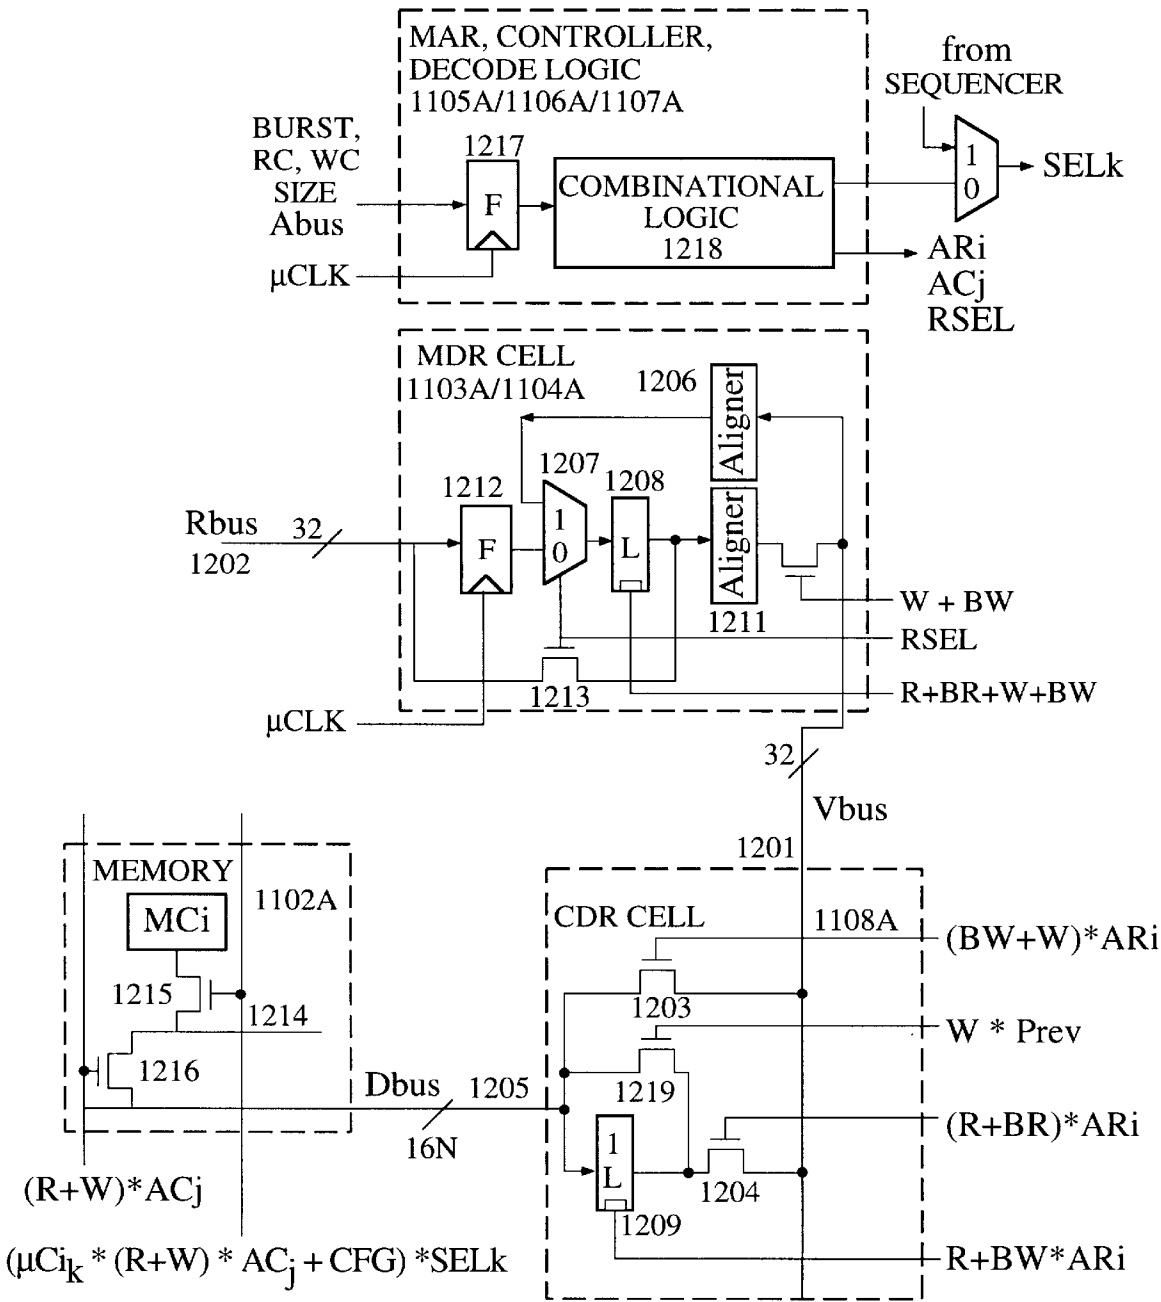 MAR, CONTROLLER,
DECODE LOGIC
1105A/1106A/1107A
from
SEQUENCER
BURST,
RC, WC
SIZE
Abus
1217
F
COMBINATIONAL
LOGIC
1218
1
0
SELk
µCLK
ARi
ACj
RSEL
MDR CELL
1103A/1104A
1206
Aligner
1207
1208
1212
Rbus
32
1202
F
1
0
L
Aligner
1211
W + BW
RSEL
1213
R+BR+W+BW
µCLK
32
Vbus
1201
MEMORY
1102A
MCi
1215
1214
1216
CDR CELL
1108A
(BW+W)*ARi
1203
W * Prev
1219
Dbus
1205
16N
(R+BR)*ARi
1
L
1204
1209
(R+W)*ACj
R+BW*ARi
(µCik * (R+W) * ACj + CFG) *SELk